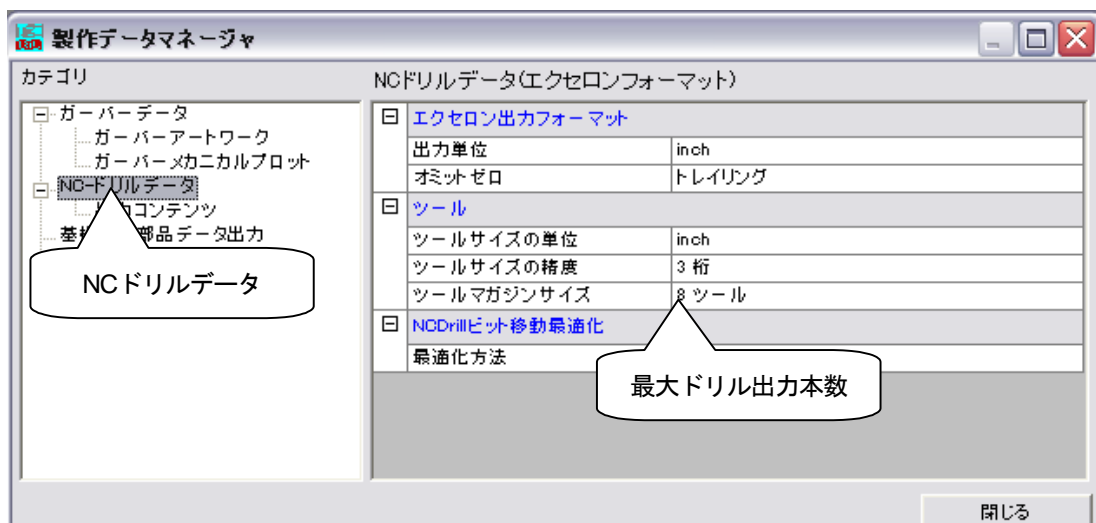 製作データマネージャ
カテゴリ
NCドリルデータ(エクセロンフォーマット)
ガーバーデータ
ガーバーアートワーク
ガーバーメカニカルプロット
NC-ドリルデータ
コンテンツ
部品データ出力
NCドリルデータ
エクセロン出力フォーマット
出力単位 inch
オミットゼロ トレイリング
ツール
ツールサイズの単位 inch
ツールサイズの精度 3 桁
ツールマガジンサイズ 8 ツール
NCDrillビット移動最適化
最適化方法
最大ドリル出力本数
閉じる